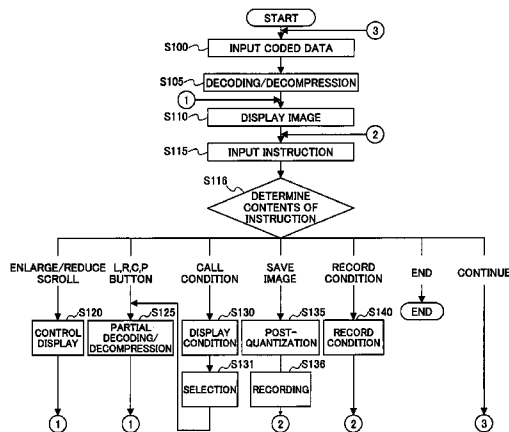 START
3
S100
INPUT CODED DATA
S105
DECODING/DECOMPRESSION
1
S110
DISPLAY IMAGE
2
S115
INPUT INSTRUCTION
S116
DETERMINE
CONTENTS OF
INSTRUCTION
ENLARGE/REDUCE
SCROLL
L,R,C,P
BUTTON
CALL
CONDITION
SAVE
IMAGE
RECORD
CONDITION
END
CONTINUE
END
S120
CONTROL
DISPLAY
S125
PARTIAL
DECODING/
DECOMPRESSION
S130
DISPLAY
CONDITION
S135
POST-
QUANTIZATION
S140
RECORD
CONDITION
S131
SELECTION
S136
RECORDING
1
1
2
2
3